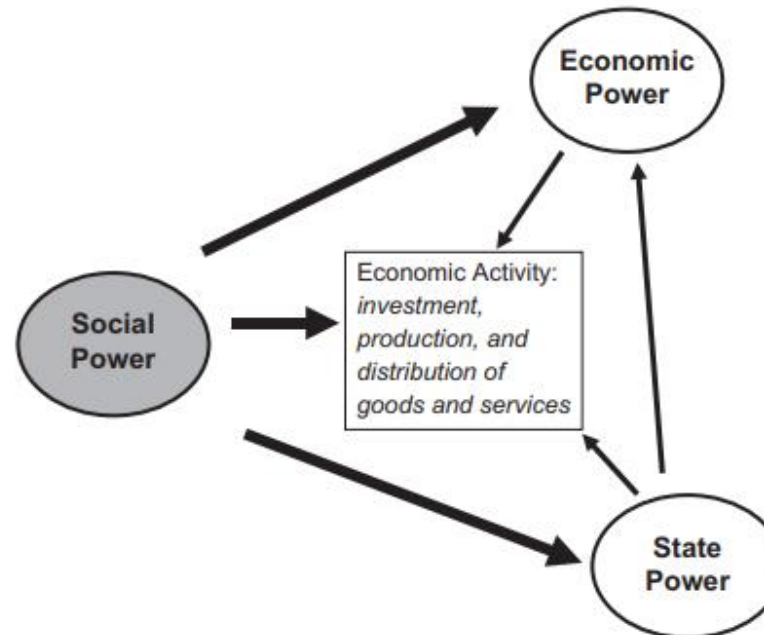 Economic
Power
Economic Activity:
investment,
production, and
distribution of
goods and services
Social
Power
State
Power